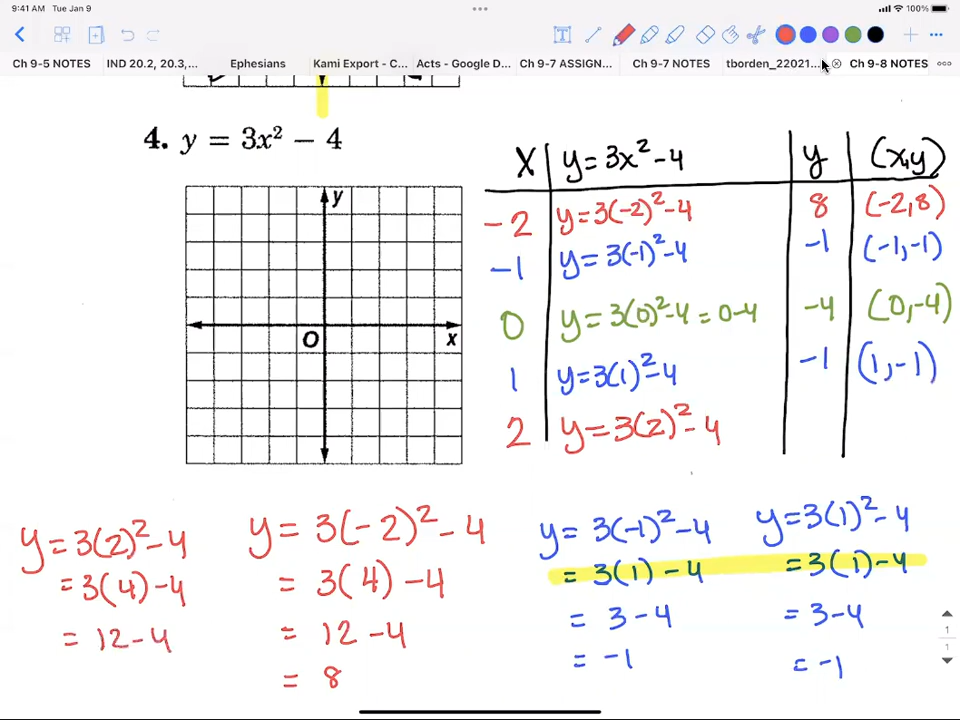 9:41 AM Tue Jan 9
100%
Ch 9-5 NOTES IND 20.2, 20.3,... Ephesians Kami Export - C... Acts - Google D... Ch 9-7 ASSIGN... Ch 9-7 NOTES tborden_22021... Ch 9-8 NOTES
4. y = 3x² − 4
y
O
x
X y=3x²-4 y (x,y)
-2 y=3(-2)²-4 8 (-2,8)
-1 y=3(-1)²-4 -1 (-1,-1)
0 y=3(0)²-4=0-4 -4 (0,-4)
1 y=3(1)²-4 -1 (1,-1)
2 y=3(2)²-4
y=3(2)²-4 y=3(-2)²-4 y=3(-1)²-4 y=3(1)²-4
=3(4)-4 =3(4)-4 =3(1)-4 =3(1)-4
=12-4 =12-4 =3-4 =3-4
=8 =-1 =-1
1
1